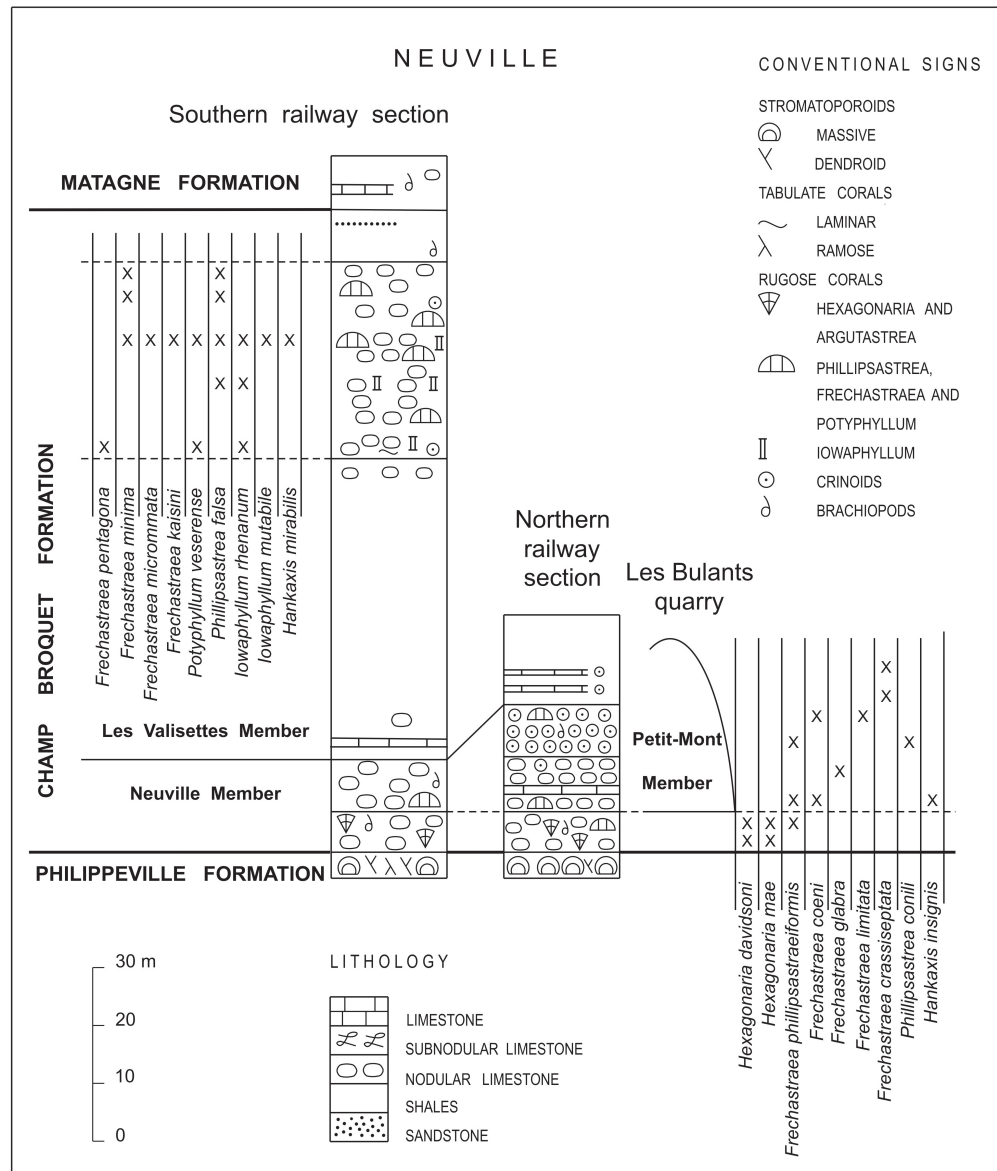 NEUVILLE
Southern railway section
MATAGNE FORMATION
X X
X X
X X X X X X X X
X X
X X X
Frechastraea pentagona
Frechastraea minima
Frechastraea micrommata
Frechastraea kaisini
Potyphyllum veserense
Phillipsastrea falsa
Iowaphyllum rhenanum
Iowaphyllum mutabile
Hankaxis mirabilis
CHAMP BROQUET FORMATION
Les Valisettes Member
Neuville Member
PHILIPPEVILLE FORMATION
Northern
railway
section
Les Bulants
quarry
Petit-Mont
Member
X
X
X X
X X
X
X X X
X X X
X X
Hexagonaria davidsoni
Hexagonaria mae
Frechastraea phillipsastraeiformis
Frechastraea coeni
Frechastraea glabra
Frechastraea limitata
Frechastraea crassiseptata
Phillipsastrea conili
Hankaxis insignis
CONVENTIONAL SIGNS
STROMATOPOROIDS
MASSIVE
DENDROID
TABULATE CORALS
LAMINAR
RAMOSE
RUGOSE CORALS
HEXAGONARIA AND
ARGUTASTREA
PHILLIPSASTREA,
FRECHASTRAEA AND
POTYPHYLLUM
IOWAPHYLLUM
CRINOIDS
BRACHIOPODS
30 m
20
10
0
LITHOLOGY
LIMESTONE
SUBNODULAR LIMESTONE
NODULAR LIMESTONE
SHALES
SANDSTONE